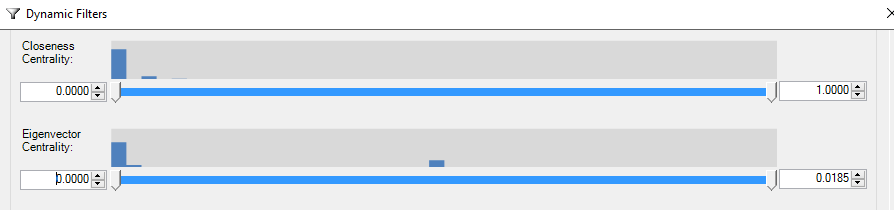 Dynamic Filters
Closeness
Centrality:
0.0000
1.0000
Eigenvector
Centrality:
0.0000
0.0185